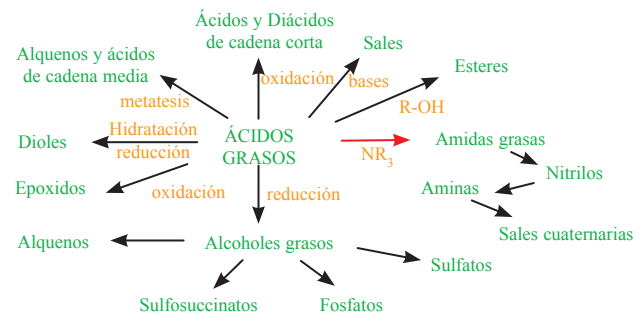 Ácidos y Diácidos
de cadena corta
Sales
Alquenos y ácidos
de cadena media
Esteres
oxidación
bases
metatesis
R-OH
Hidratación
Dioles
ÁCIDOS
GRASOS
reducción
NR3
Amidas grasas
Nitrilos
Epoxidos
oxidación
reducción
Aminas
Sales cuaternarias
Alquenos
Alcoholes grasos
Sulfatos
Sulfosuccinatos
Fosfatos